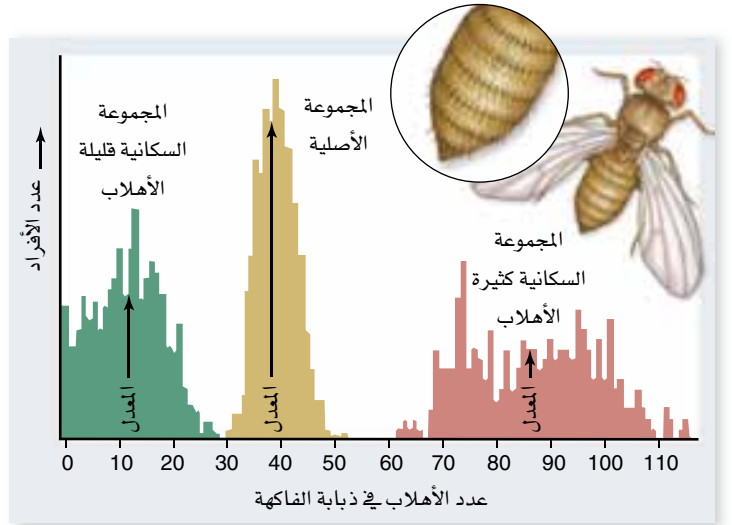 المجموعة
السكانية قليلة
الأهلاب
المجموعة
الأصلية
المجموعة
السكانية كثيرة
الأهلاب
عدد الأفراد
المعدل
المعدل
المعدل
0 10 20 30 40 50 60 70 80 90 100 110
عدد الأهلاب في ذبابة الفاكهة